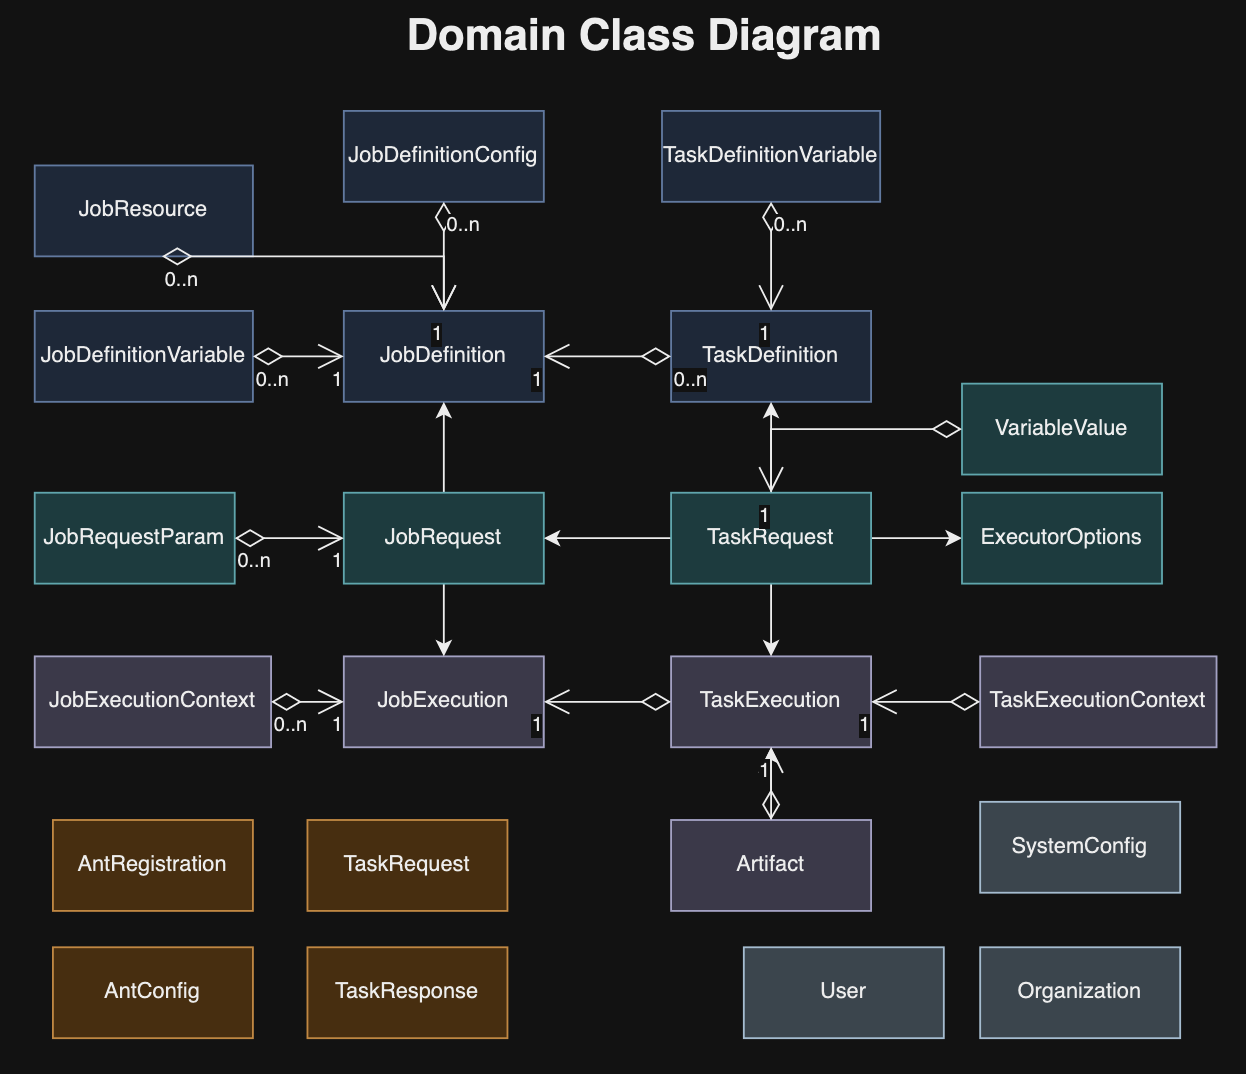 Domain Class Diagram
JobDefinitionConfig
TaskDefinitionVariable
JobResource
0..n
0..n
0..n
1
1
JobDefinitionVariable
JobDefinition
TaskDefinition
0..n
1
1
0..n
VariableValue
1
JobRequestParam
JobRequest
TaskRequest
ExecutorOptions
0..n
1
JobExecutionContext
JobExecution
TaskExecution
TaskExecutionContext
0..n
1
1
1
1
AntRegistration
TaskRequest
Artifact
SystemConfig
AntConfig
TaskResponse
User
Organization